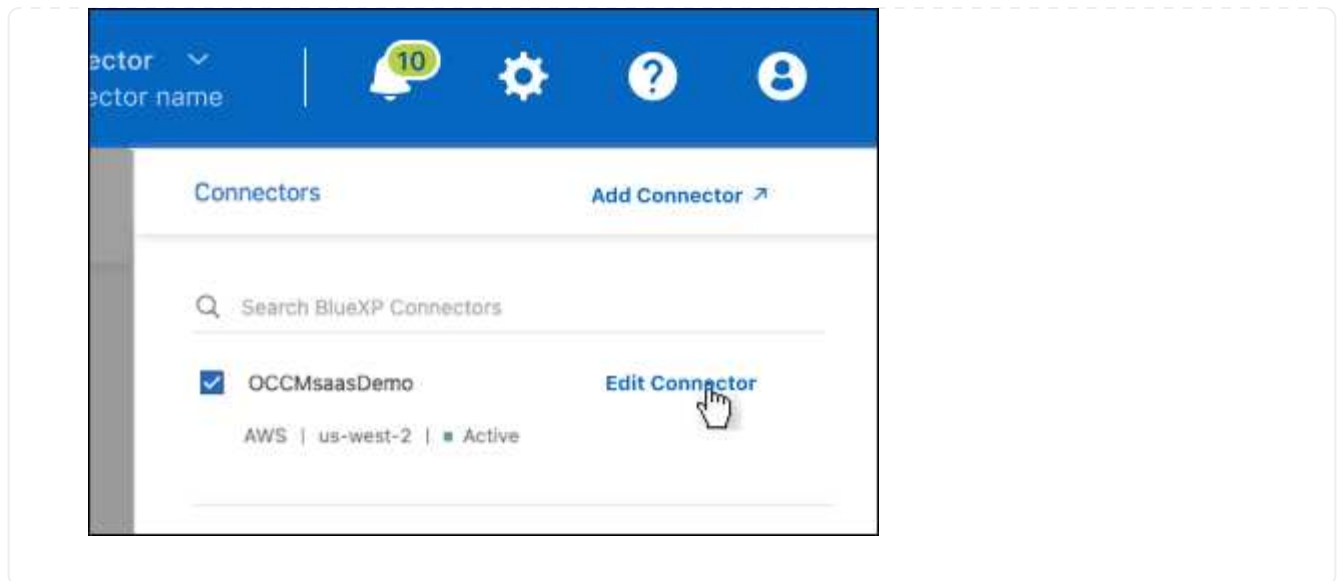 ector
ector name
10
?
Connectors
Add Connector
Search BlueXP Connectors
OCCMsaasDemo
Edit Connector
AWS | us-west-2 | Active